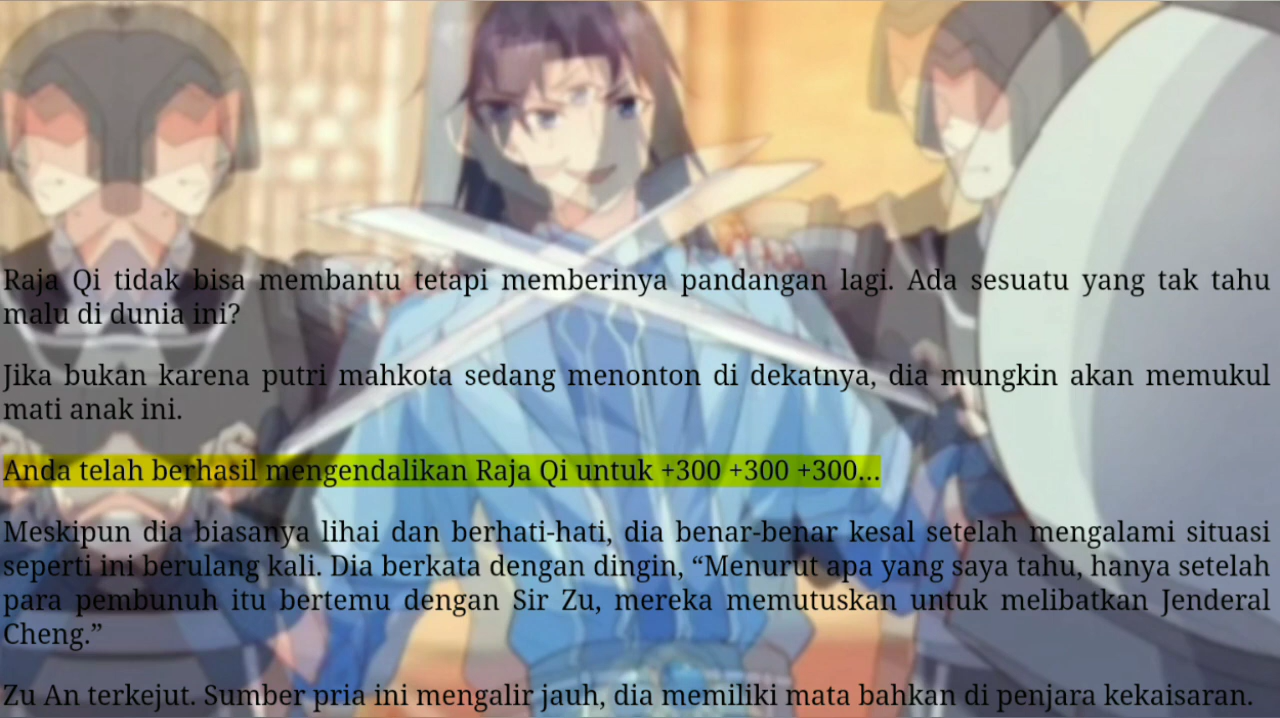 Raja Qi tidak bisa membantu tetapi memberinya pandangan lagi. Ada sesuatu yang tak tahu
malu di dunia ini?
Jika bukan karena putri mahkota sedang menonton di dekatnya, dia mungkin akan memukul
mati anak ini.
Anda telah berhasil mengendalikan Raja Qi untuk +300 +300 +300...
Meskipun dia biasanya lihai dan berhati-hati, dia benar-benar kesal setelah mengalami situasi
seperti ini berulang kali. Dia berkata dengan dingin, “Menurut apa yang saya tahu, hanya setelah
para pembunuh itu bertemu dengan Sir Zu, mereka memutuskan untuk melibatkan Jenderal
Cheng.”
Zu An terkejut. Sumber pria ini mengalir jauh, dia memiliki mata bahkan di penjara kekaisaran.